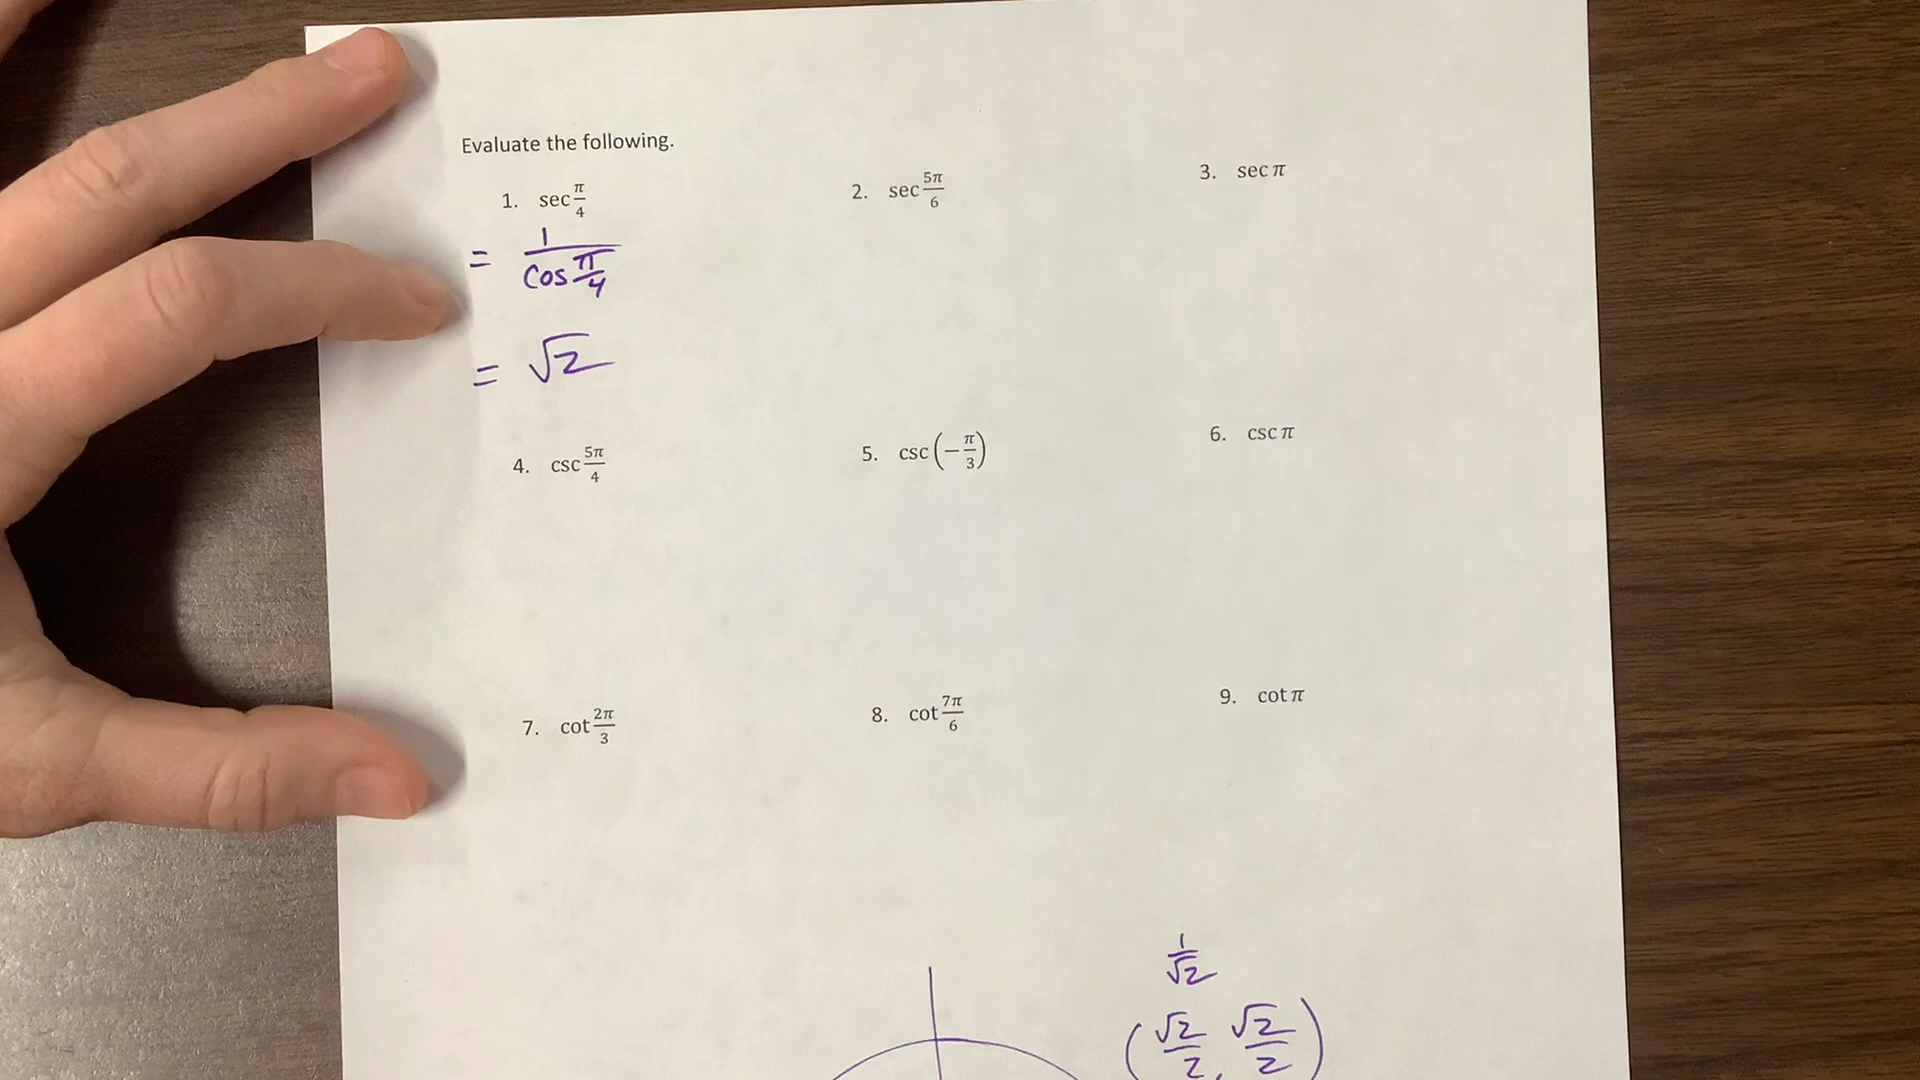 Evaluate the following.
1. sec π/4
= 1/cos π/4
= √2
2. sec 5π/6
3. sec π
4. csc 5π/4
5. csc(−π/3)
6. csc π
7. cot 2π/3
8. cot 7π/6
9. cot π
1/√2
(√2/2, √2/2)